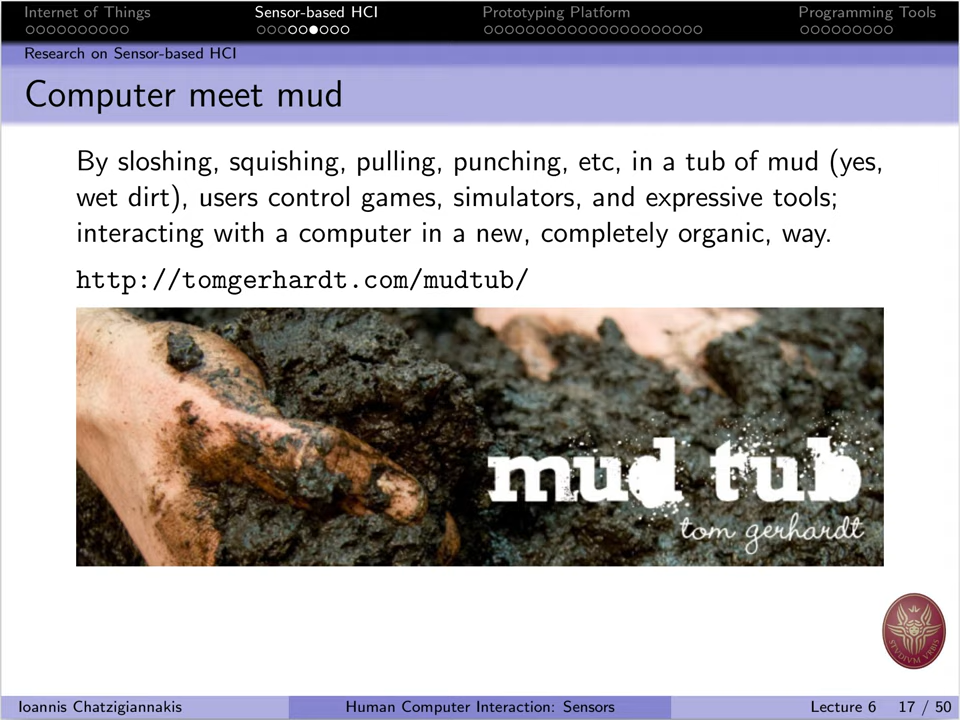 Internet of Things
Sensor-based HCI
Prototyping Platform
Programming Tools
Research on Sensor-based HCI
Computer meet mud
By sloshing, squishing, pulling, punching, etc, in a tub of mud (yes,
wet dirt), users control games, simulators, and expressive tools;
interacting with a computer in a new, completely organic, way.
http://tomgerhardt.com/mudtub/
mud tub
tom gerhardt
STVDIVM VRBIS
Ioannis Chatzigiannakis
Human Computer Interaction: Sensors
Lecture 6
17 / 50